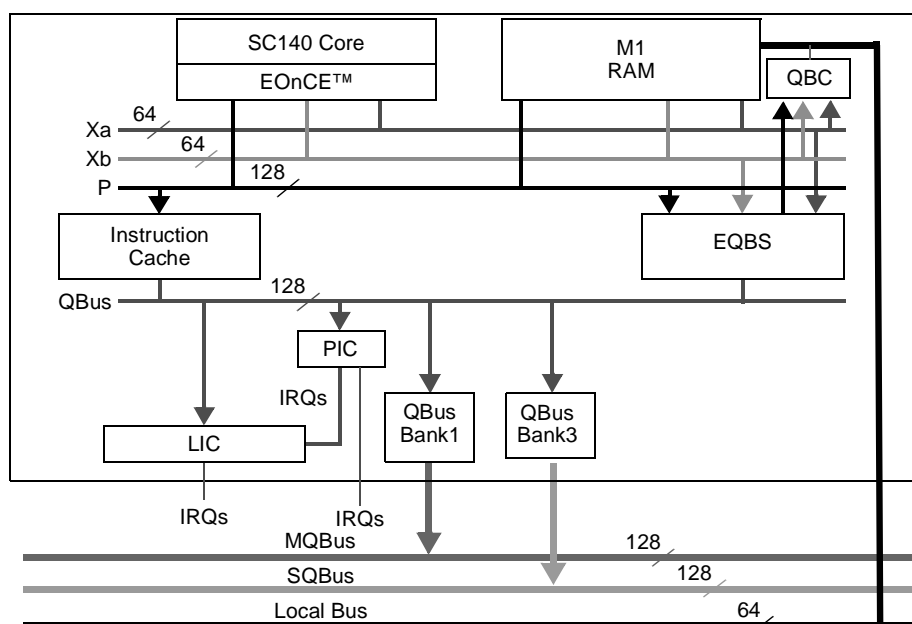 SC140 Core
EOnCE™
M1
RAM
QBC
64
Xa
64
Xb
128
P
Instruction
Cache
EQBS
128
QBus
PIC
IRQs
QBus
Bank1
QBus
Bank3
LIC
IRQs
IRQs
MQBus
128
SQBus
128
Local Bus
64